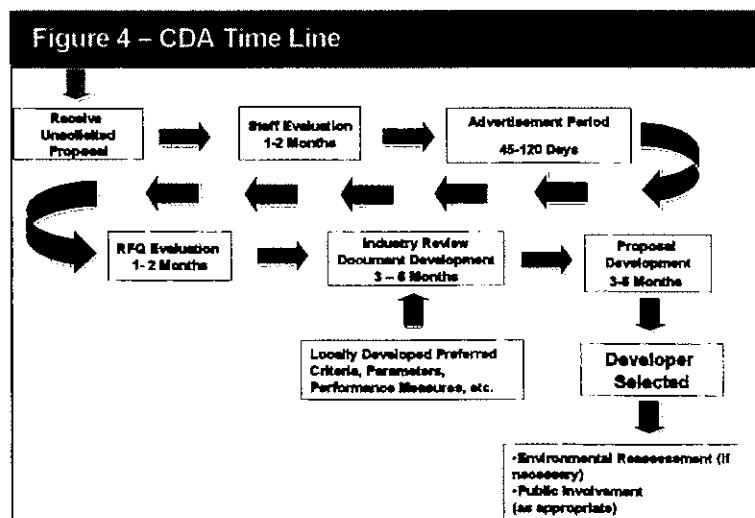 Figure 4 – CDA Time Line
Receive
Unsolicited
Proposal
Staff Evaluation
1-2 Months
Advertisement Period
45-120 Days
RFQ Evaluation
1- 2 Months
Industry Review
Document Development
3 – 6 Months
Proposal
Development
3-6 Months
Locally Developed Preferred
Criteria, Parameters,
Performance Measures, etc.
Developer
Selected
•Environmental Reassessment (if
necessary)
•Public Involvement
(as appropriate)